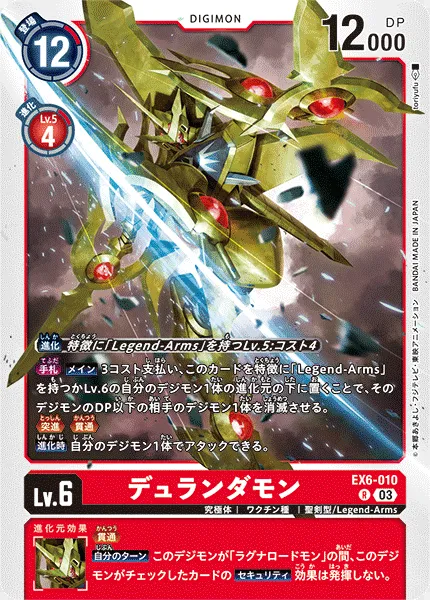 DIGIMON
登場
12
DP
12000
進化
Lv.5
4
toriyufu
©本郷あきよし・フジテレビ・東映アニメーション BANDAI MADE IN JAPAN
進化 特徴に「Legend-Arms」を持つLv.5:コスト4
手札 メイン 3コスト支払い、このカードを特徴に「Legend-Arms」
を持つかLv.6の自分のデジモン1体の進化元の下に置くことで、その
デジモンのDP以下の相手のデジモン1体を消滅させる。
突進 貫通
進化時 自分のデジモン1体でアタックできる。
EX6-010
Lv.6
デュランダモン
R 03
究極体 | ワクチン種 | 聖剣型/Legend-Arms
進化元効果
貫通
自分のターン このデジモンが「ラグナロードモン」の間、このデジ
モンがチェックしたカードの セキュリティ 効果は発揮しない。